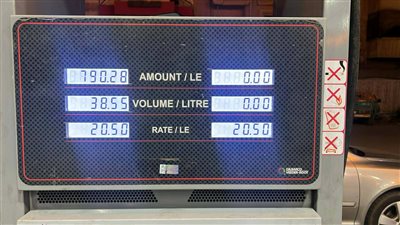 790.28 AMOUNT / LE 0.00
38.55 VOLUME / LITRE 0.00
20.50 RATE / LE 20.50